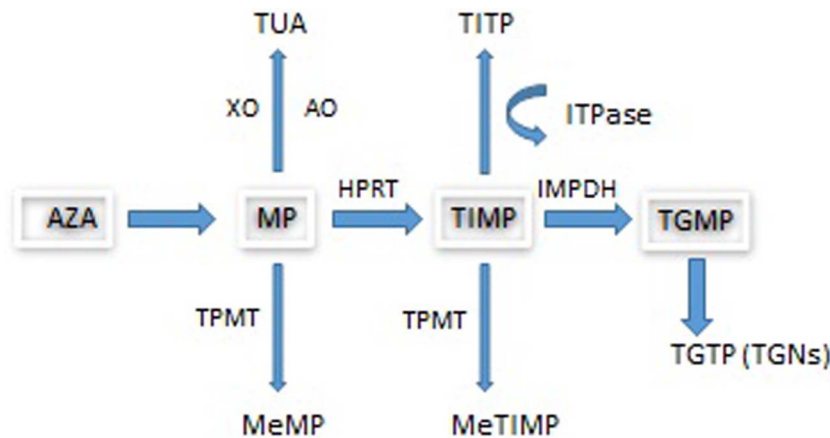 TUA TITP
XO AO ITPase
HPRT IMPDH
AZA MP TIMP TGMP
TPMT TPMT
TGTP (TGNs)
MeMP MeTIMP